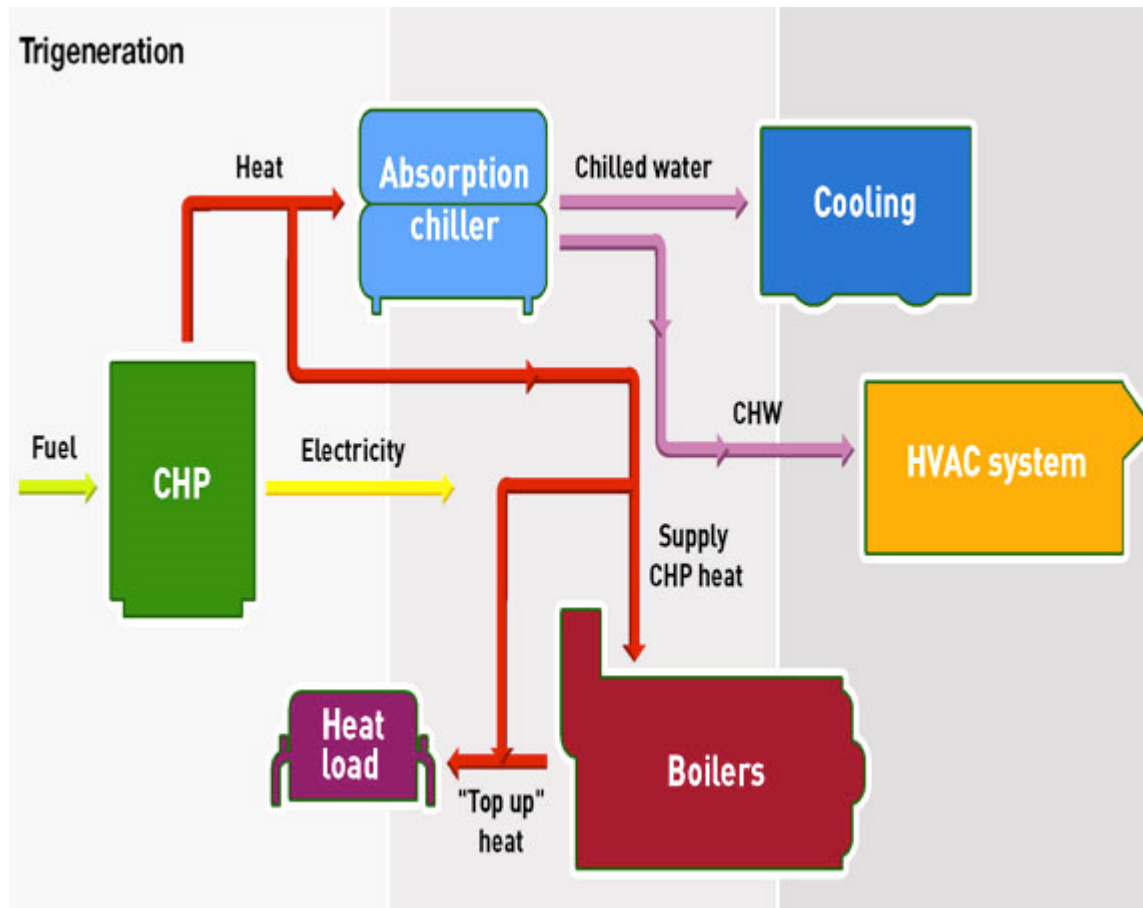 Trigeneration
Heat
Absorption
chiller
Chilled water
Cooling
Fuel
CHP
Electricity
CHW
HVAC system
Supply
CHP heat
Heat
load
"Top up"
heat
Boilers